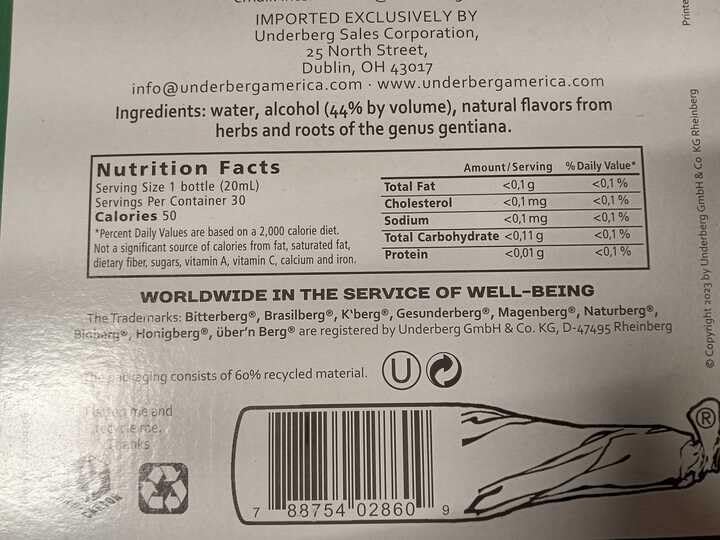 IMPORTED EXCLUSIVELY BY
Underberg Sales Corporation,
25 North Street,
Dublin, OH 43017
info@underbergamerica.com · www.underbergamerica.com
Ingredients: water, alcohol (44% by volume), natural flavors from
herbs and roots of the genus gentiana.
Nutrition Facts
Serving Size 1 bottle (20mL)
Servings Per Container 30
Calories 50
*Percent Daily Values are based on a 2,000 calorie diet.
Not a significant source of calories from fat, saturated fat,
dietary fiber, sugars, vitamin A, vitamin C, calcium and iron.
Amount/Serving % Daily Value*
Total Fat <0,1 g <0,1 %
Cholesterol <0,1 mg <0,1 %
Sodium <0,1 mg <0,1 %
Total Carbohydrate <0,11 g <0,1 %
Protein <0,01 g <0,1 %
WORLDWIDE IN THE SERVICE OF WELL-BEING
The Trademarks: Bitterberg®, Brasilberg®, K'berg®, Gesunderberg®, Magenberg®, Naturberg®,
Bioberg®, Honigberg®, über'n Berg® are registered by Underberg GmbH & Co. KG, D-47495 Rheinberg
The packaging consists of 60% recycled material.
U
me and
recycle me.
Thanks
CARTON
7 88754 02860 9
®
© Copyright 2023 by Underberg GmbH & Co KG Rheinberg
Printe